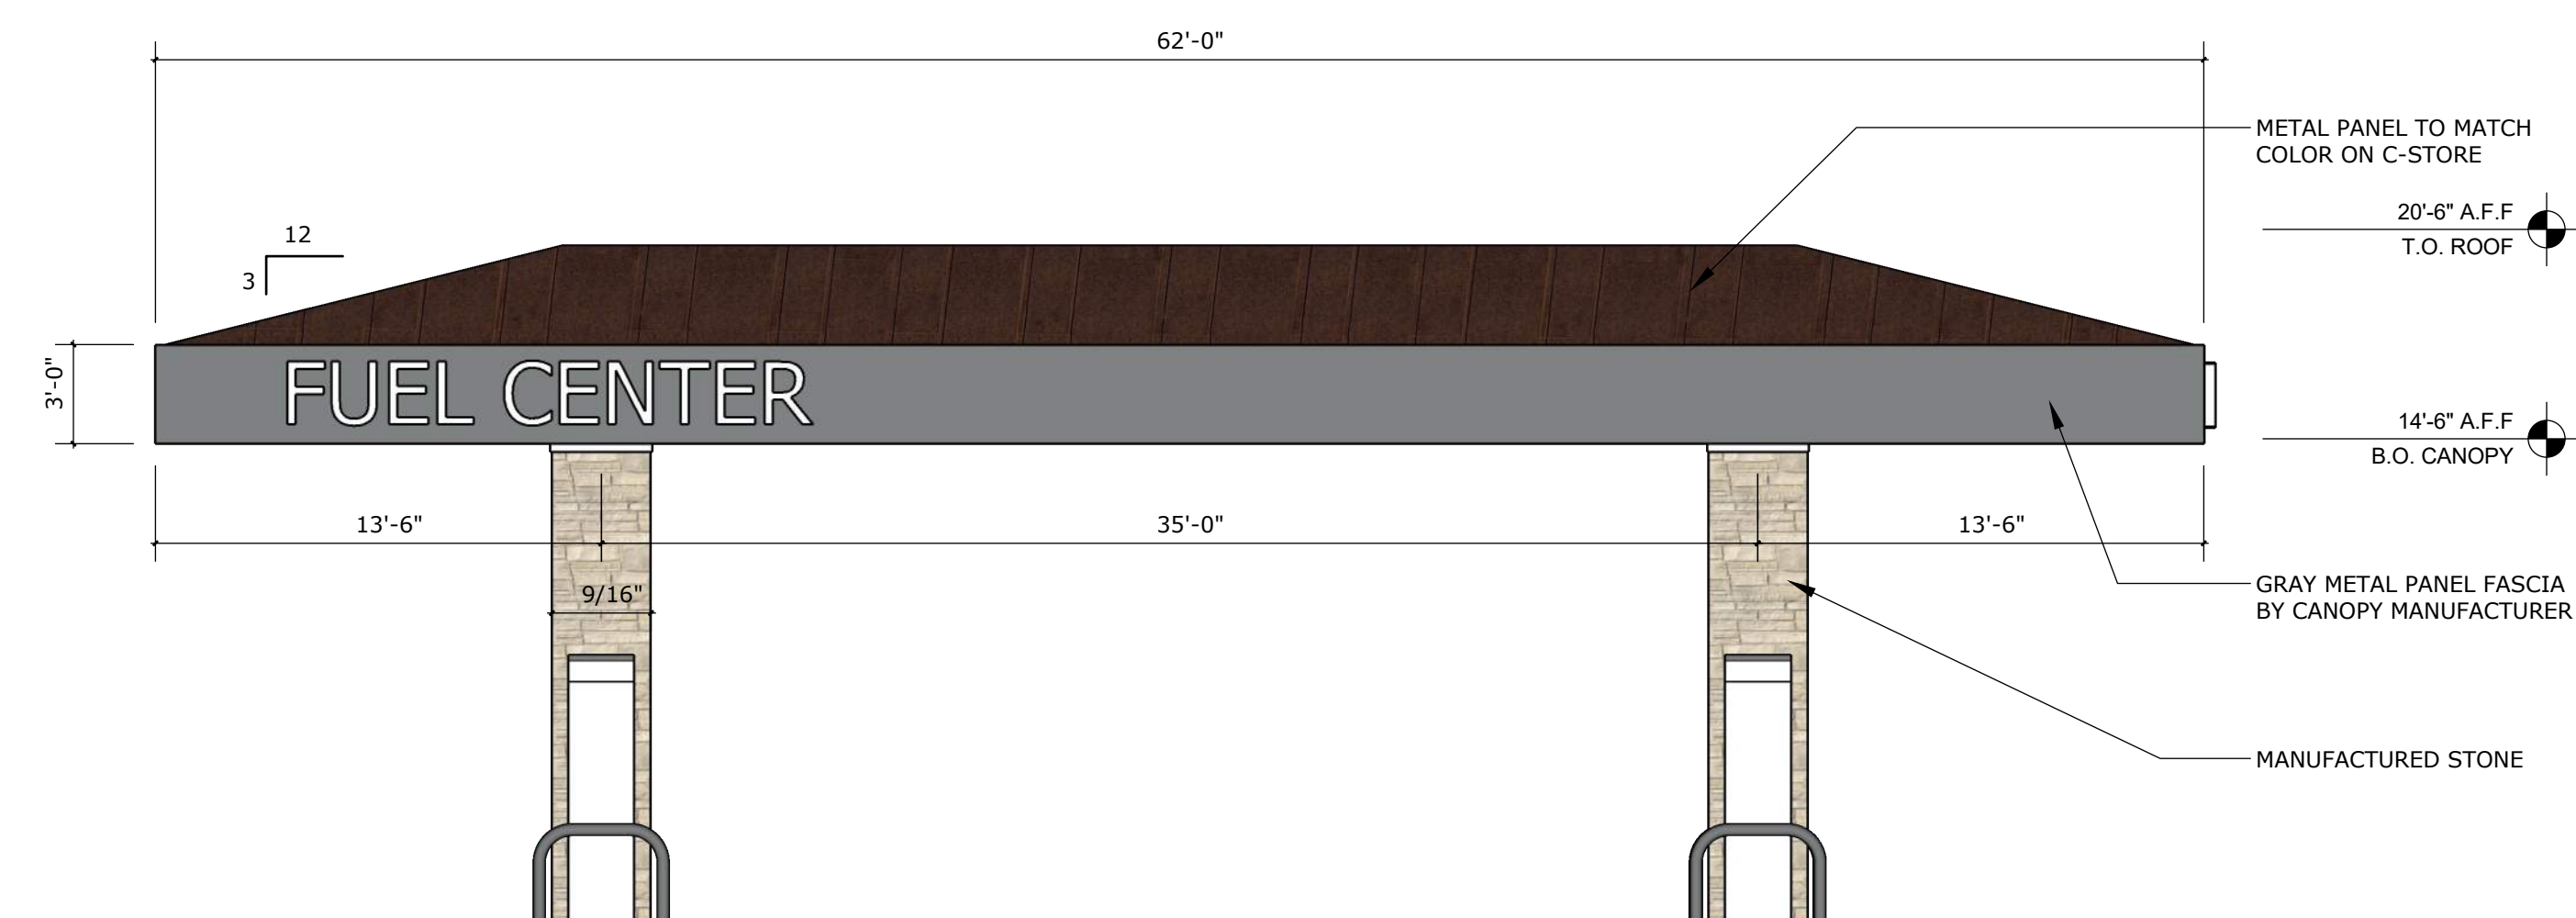 62'-0"
METAL PANEL TO MATCH
COLOR ON C-STORE
20'-6" A.F.F
T.O. ROOF
12
3
3'-0"
FUEL CENTER
14'-6" A.F.F
B.O. CANOPY
13'-6"
35'-0"
13'-6"
9/16"
GRAY METAL PANEL FASCIA
BY CANOPY MANUFACTURER
MANUFACTURED STONE